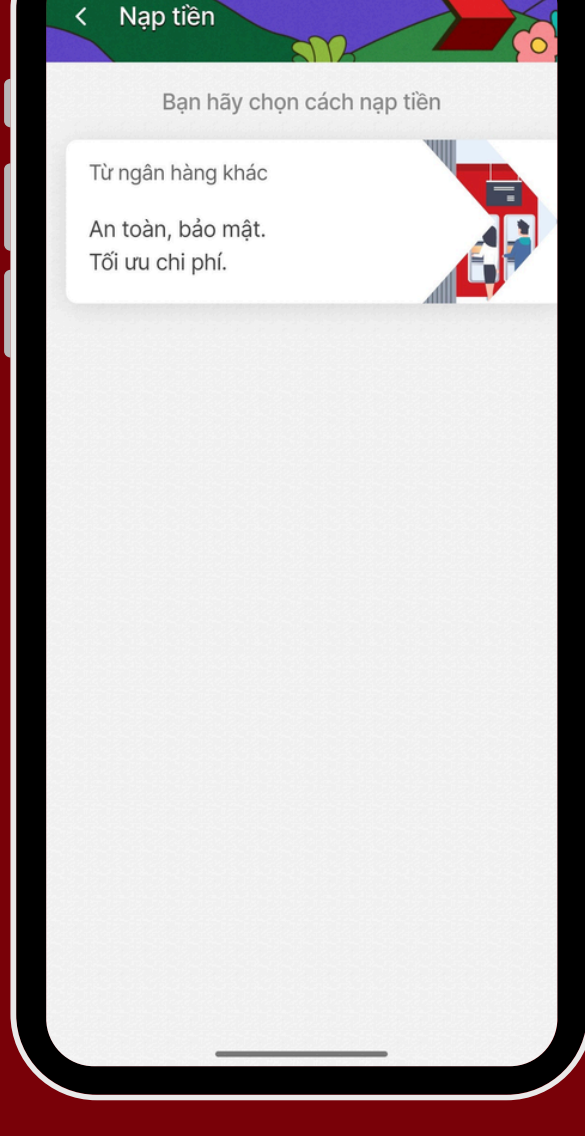 Nạp tiền
Bạn hãy chọn cách nạp tiền
Từ ngân hàng khác
An toàn, bảo mật.
Tối ưu chi phí.